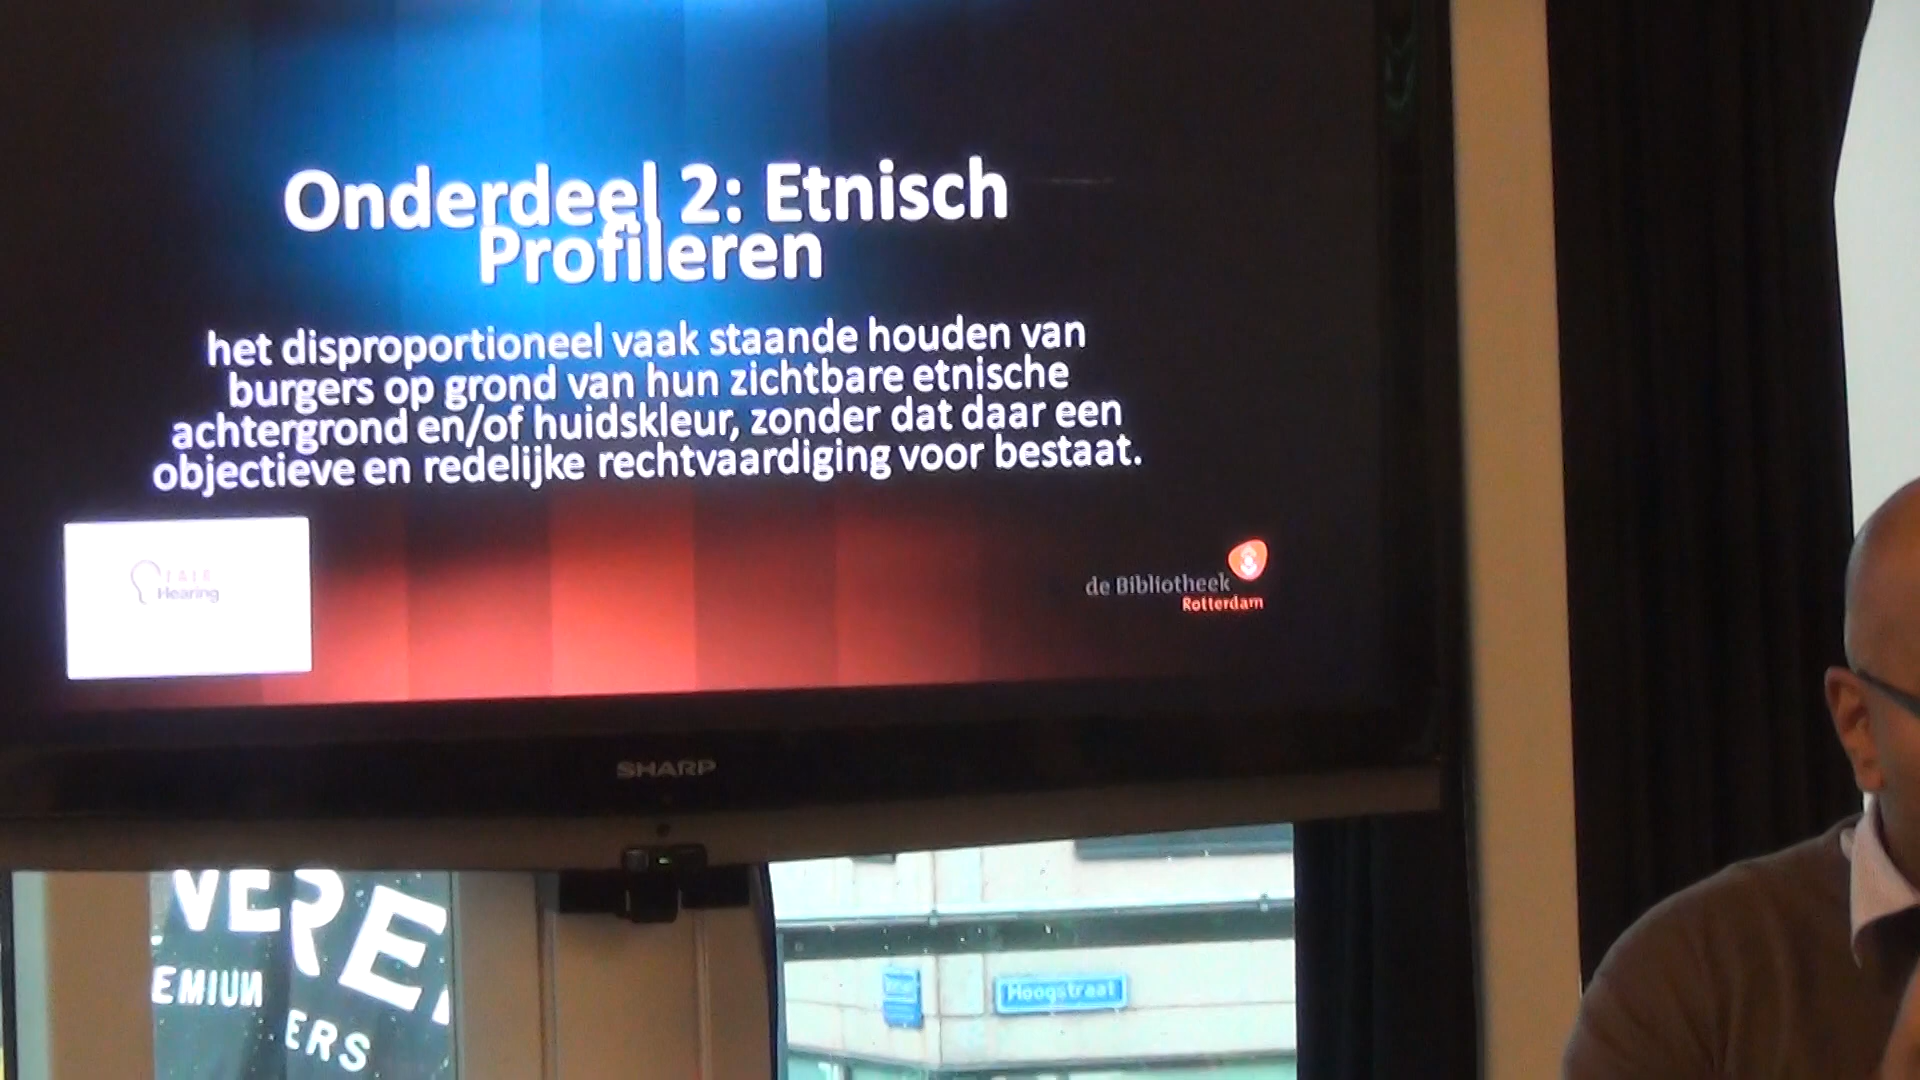 Onderdeel 2: Etnisch
Profileren
het disproportioneel vaak staande houden van
burgers op grond van hun zichtbare etnische
achtergrond en/of huidskleur, zonder dat daar een
objectieve en redelijke rechtvaardiging voor bestaat.
FAIR
Hearing
de Bibliotheek
Rotterdam
SHARP
VERE
EMIUM
ERS
Hoogstraat